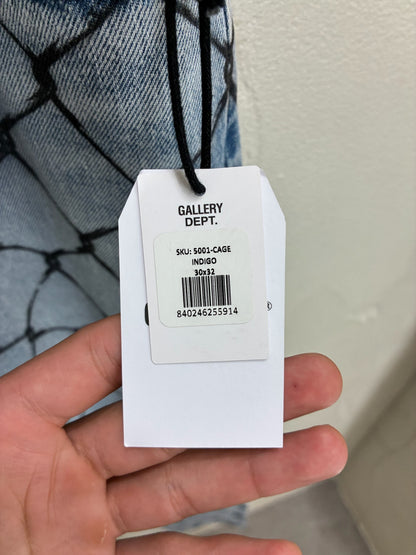 GALLERY
DEPT.
SKU: 5001-CAGE
INDIGO
30x32
840246255914
®